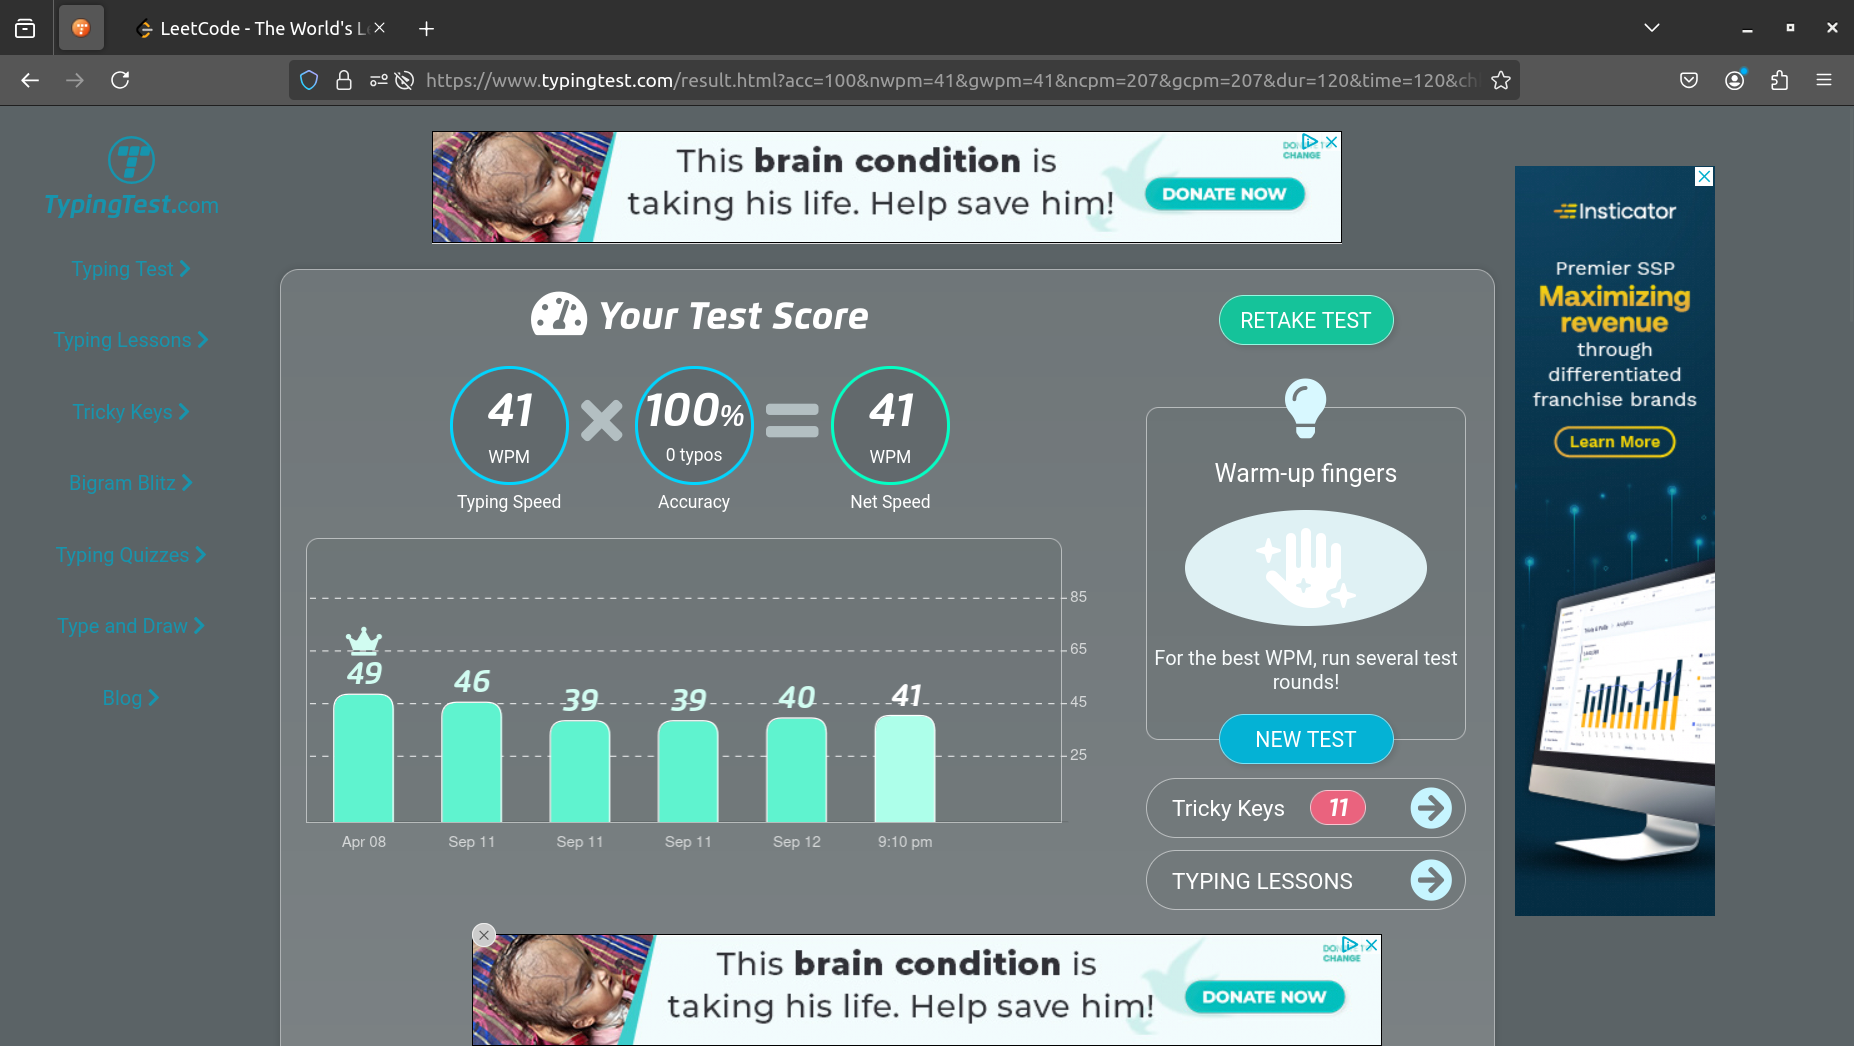 LeetCode - The World's L
https://www.typingtest.com/result.html?acc=100&nwpm=41&gwpm=41&ncpm=207&gcpm=207&dur=120&time=120&ch
TypingTest.com
Typing Test
Typing Lessons
Tricky Keys
Bigram Blitz
Typing Quizzes
Type and Draw
Blog
This brain condition is
taking his life. Help save him!
CHANGE
DONATE NOW
Your Test Score
41
WPM
Typing Speed
100%
0 typos
Accuracy
41
WPM
Net Speed
85
65
45
25
49
46
39
39
40
41
Apr 08
Sep 11
Sep 11
Sep 11
Sep 12
9:10 pm
RETAKE TEST
Warm-up fingers
For the best WPM, run several test
rounds!
NEW TEST
Tricky Keys 11
TYPING LESSONS
Insticator
Premier SSP
Maximizing
revenue
through
differentiated
franchise brands
Learn More
This brain condition is
taking his life. Help save him!
CHANGE
DONATE NOW